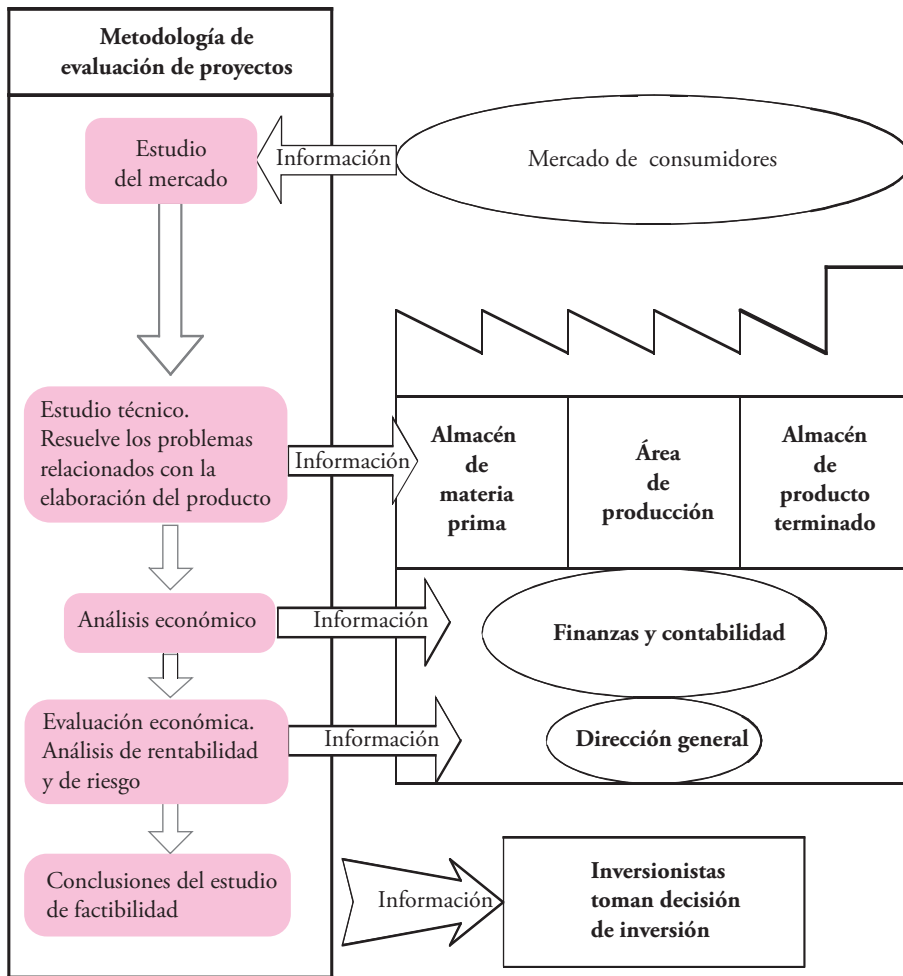 Metodología de
evaluación de proyectos
Estudio
del mercado
Información
Mercado de consumidores
Estudio técnico.
Resuelve los problemas
relacionados con la
elaboración del producto
Información
Almacén
de
materia
prima
Área
de
producción
Almacén
de
producto
terminado
Análisis económico
Información
Finanzas y contabilidad
Evaluación económica.
Análisis de rentabilidad
y de riesgo
Información
Dirección general
Conclusiones del estudio
de factibilidad
Información
Inversionistas
toman decisión
de inversión